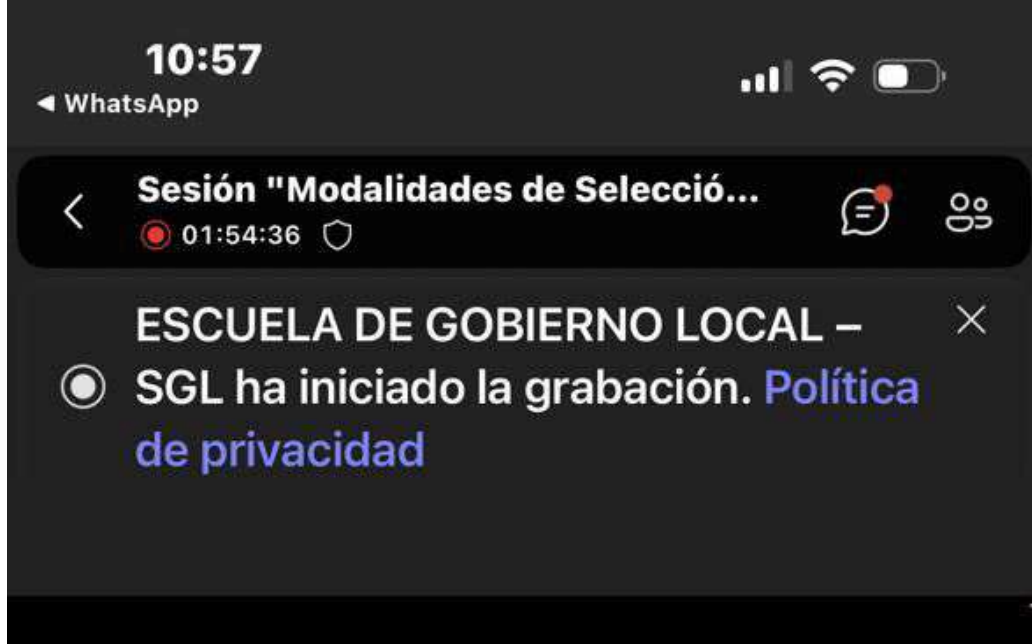 10:57
◀ WhatsApp
Sesión "Modalidades de Selecció...
01:54:36
ESCUELA DE GOBIERNO LOCAL –
SGL ha iniciado la grabación. Política
de privacidad